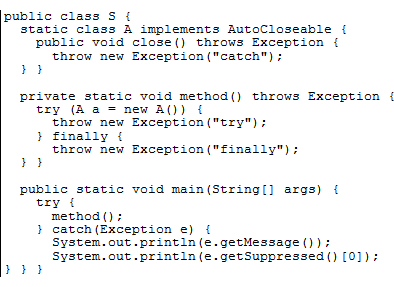 public class S {
  static class A implements AutoCloseable {
    public void close() throws Exception {
      throw new Exception("catch");
  } }

  private static void method() throws Exception {
    try (A a = new A()) {
      throw new Exception("try");
    } finally {
      throw new Exception("finally");
  } }

  public static void main(String[] args) {
    try {
      method();
    } catch(Exception e) {
      System.out.println(e.getMessage());
      System.out.println(e.getSuppressed()[0]);
} } }